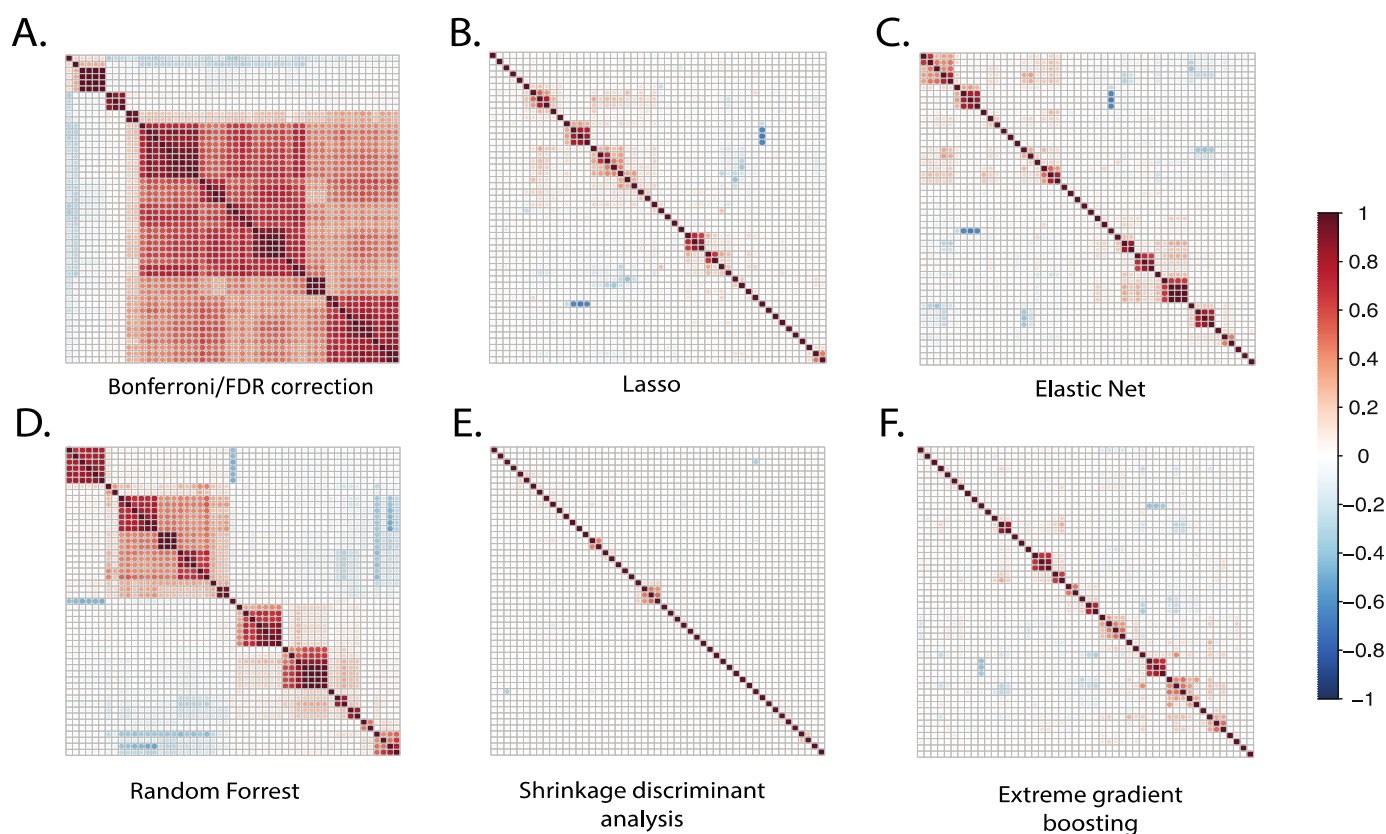 A.
B.
C.
Bonferroni/FDR correction
Lasso
Elastic Net
D.
E.
F.
Random Forrest
Shrinkage discriminant
analysis
Extreme gradient
boosting
1
0.8
0.6
0.4
0.2
0
−0.2
−0.4
−0.6
−0.8
−1